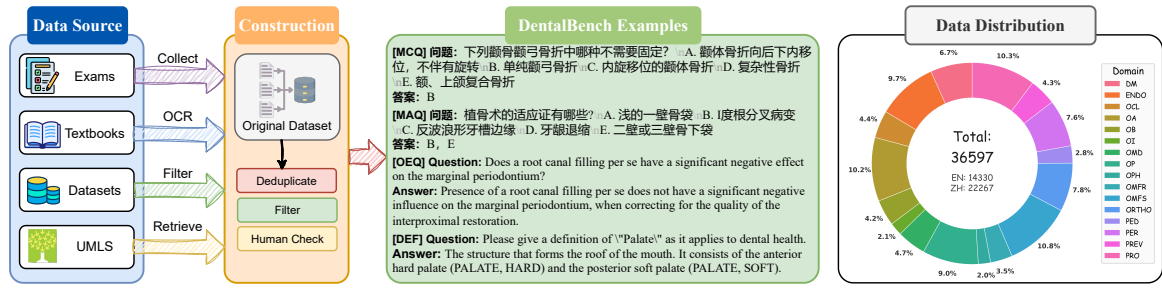 Data Source
Exams
Textbooks
Datasets
UMLS
Collect
OCR
Filter
Retrieve
Construction
Original Dataset
Deduplicate
Filter
Human Check
DentalBench Examples
[MCQ] 问题：下列颧骨颧弓骨折中哪种不需要固定？ \nA. 颧体骨折向后下内移
位，不伴有旋转\nB. 单纯颧弓骨折\nC. 内旋移位的颧体骨折\nD. 复杂性骨折
\nE. 额、上颌复合骨折
答案：B
[MAQ] 问题：植骨术的适应证有哪些?\nA. 浅的一壁骨袋\nB. I度根分叉病变
\nC. 反波浪形牙槽边缘\nD. 牙龈退缩\nE. 二壁或三壁骨下袋
答案：B，E
[OEQ] Question: Does a root canal filling per se have a significant negative effect
on the marginal periodontium?
Answer: Presence of a root canal filling per se does not have a significant negative
influence on the marginal periodontium, when correcting for the quality of the
interproximal restoration.
[DEF] Question: Please give a definition of \"Palate\" as it applies to dental health.
Answer: The structure that forms the roof of the mouth. It consists of the anterior
hard palate (PALATE, HARD) and the posterior soft palate (PALATE, SOFT).
Data Distribution
6.7%
10.3%
4.3%
7.6%
2.8%
7.8%
10.8%
3.5%
2.0%
9.0%
4.7%
2.1%
4.2%
10.2%
4.4%
9.7%
Total:
36597
EN: 14330
ZH: 22267
Domain
DM
ENDO
OCL
OA
OB
OI
OMD
OP
OPH
OMFR
OMFS
ORTHO
PED
PER
PREV
PRO